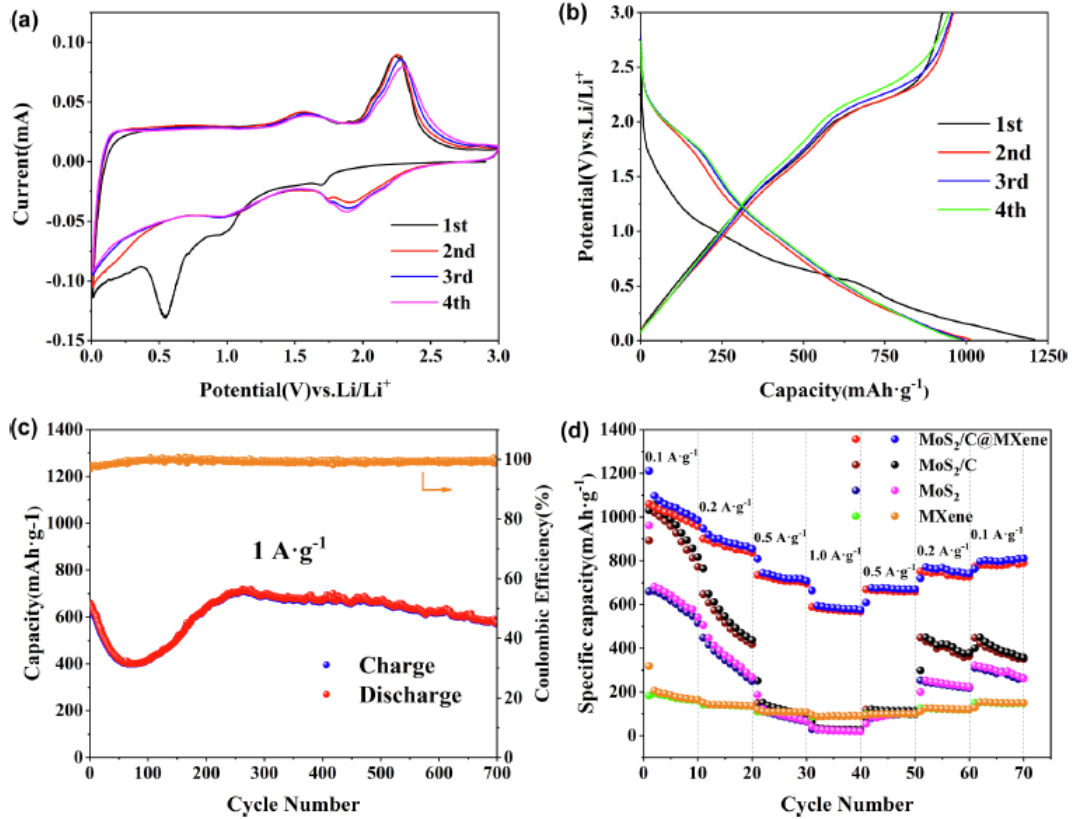 (a)
0.10
0.05
0.00
-0.05
-0.10
-0.15
Current(mA)
1st
2nd
3rd
4th
0.0 0.5 1.0 1.5 2.0 2.5 3.0
Potential(V)vs.Li/Li⁺
(b)
3.0
2.5
2.0
1.5
1.0
0.5
0.0
Potential(V)vs.Li/Li⁺
1st
2nd
3rd
4th
0 250 500 750 1000 1250
Capacity(mAh·g⁻¹)
(c)
1400
1300
1200
1100
1000
900
800
700
600
500
400
300
200
100
0
Capacity(mAh·g-1)
1 A·g⁻¹
Charge
Discharge
100
80
60
40
20
0
Coulombic Efficiency(%)
0 100 200 300 400 500 600 700
Cycle Number
(d)
1400
1200
1000
800
600
400
200
0
Specific capacity(mAh·g⁻¹)
MoS₂/C@MXene
MoS₂/C
MoS₂
MXene
0.1 A·g⁻¹
0.2 A·g⁻¹
0.5 A·g⁻¹
1.0 A·g⁻¹
0.5 A·g⁻¹
0.2 A·g⁻¹
0.1 A·g⁻¹
0 10 20 30 40 50 60 70
Cycle Number